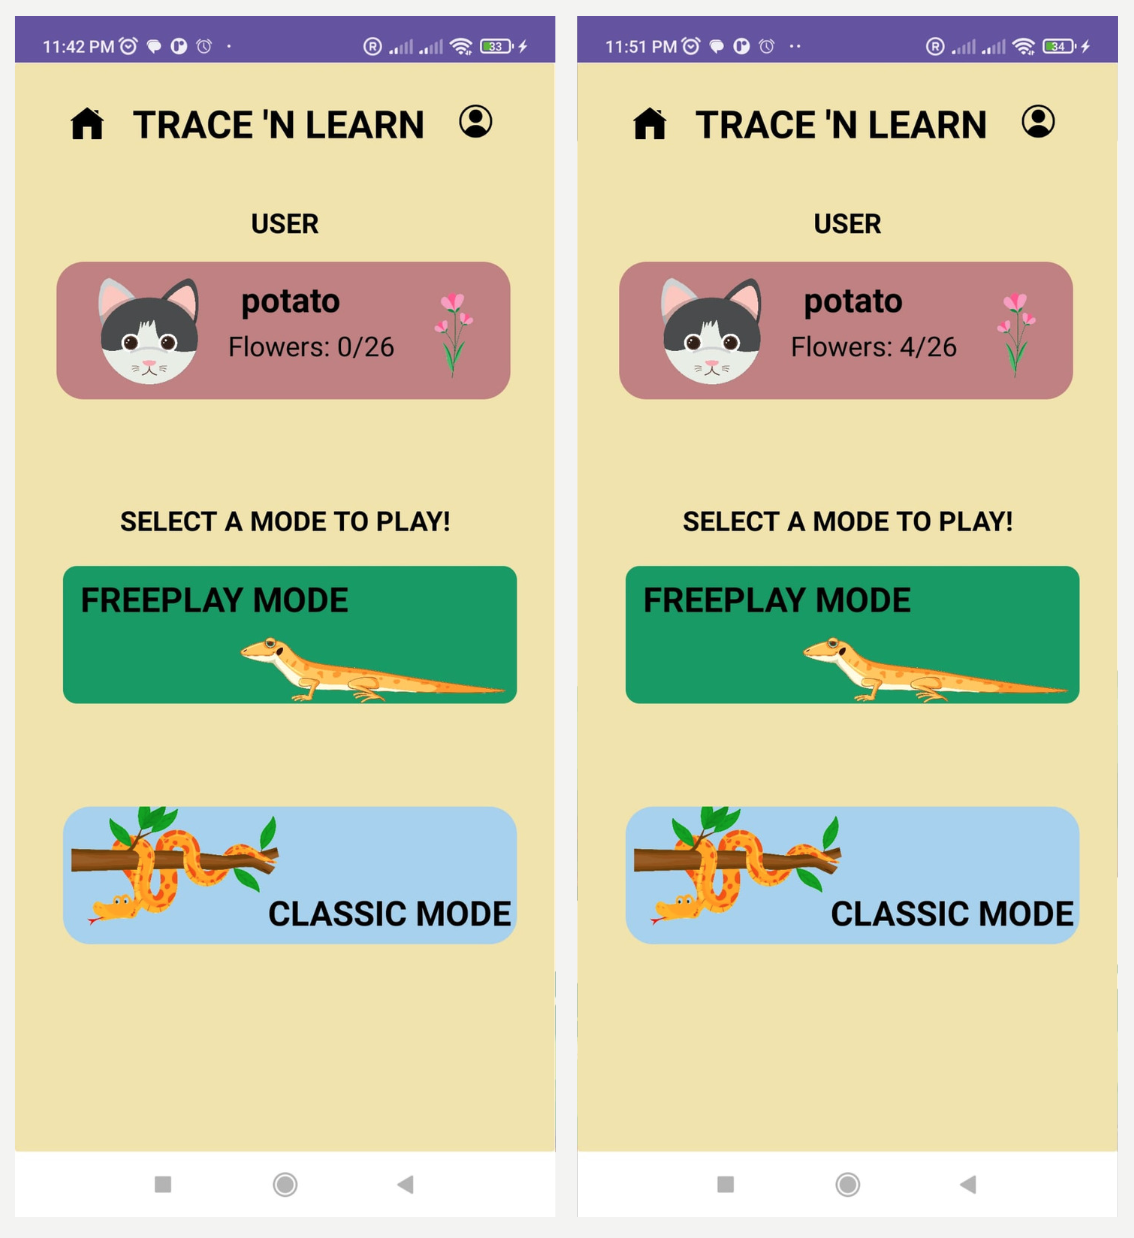 11:42 PM
33
TRACE 'N LEARN
USER
potato
Flowers: 0/26
SELECT A MODE TO PLAY!
FREEPLAY MODE
CLASSIC MODE
11:51 PM
34
TRACE 'N LEARN
USER
potato
Flowers: 4/26
SELECT A MODE TO PLAY!
FREEPLAY MODE
CLASSIC MODE